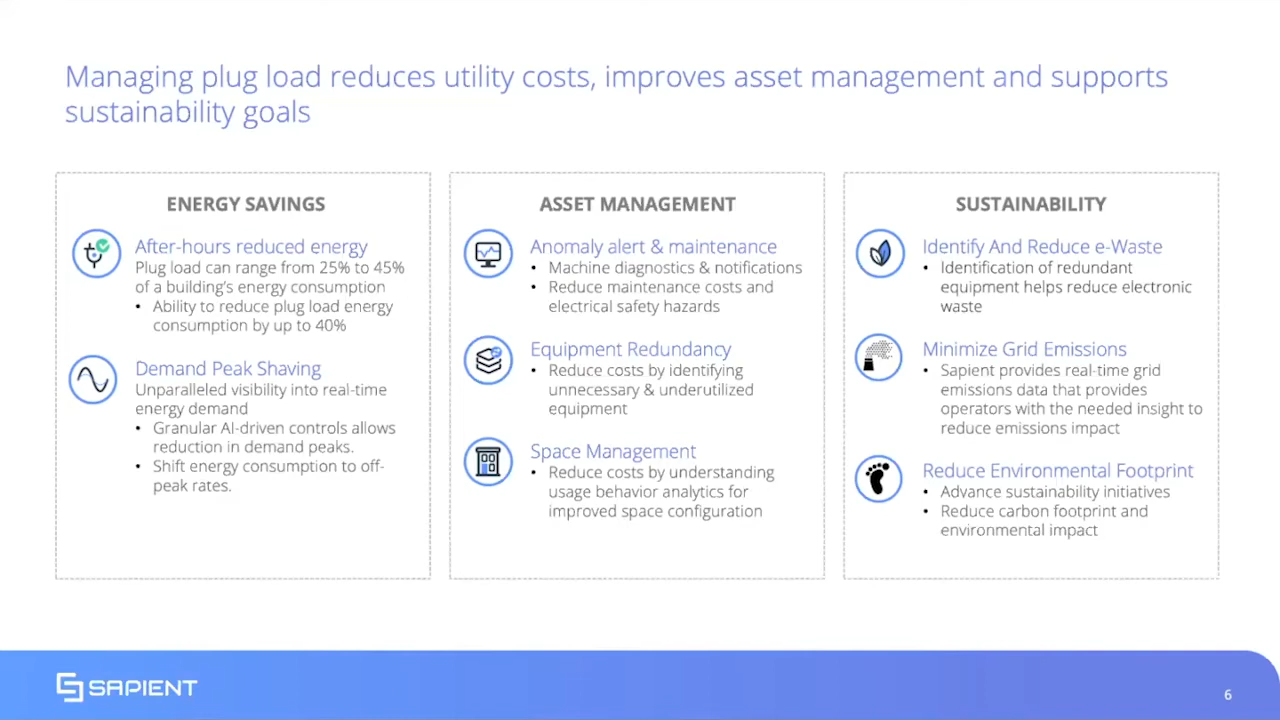 Managing plug load reduces utility costs, improves asset management and supports
sustainability goals
ENERGY SAVINGS
After-hours reduced energy
Plug load can range from 25% to 45%
of a building's energy consumption
• Ability to reduce plug load energy
consumption by up to 40%
Demand Peak Shaving
Unparalleled visibility into real-time
energy demand
• Granular AI-driven controls allows
reduction in demand peaks.
• Shift energy consumption to off-
peak rates.
ASSET MANAGEMENT
Anomaly alert & maintenance
• Machine diagnostics & notifications
• Reduce maintenance costs and
electrical safety hazards
Equipment Redundancy
• Reduce costs by identifying
unnecessary & underutilized
equipment
Space Management
• Reduce costs by understanding
usage behavior analytics for
improved space configuration
SUSTAINABILITY
Identify And Reduce e-Waste
• Identification of redundant
equipment helps reduce electronic
waste
Minimize Grid Emissions
• Sapient provides real-time grid
emissions data that provides
operators with the needed insight to
reduce emissions impact
Reduce Environmental Footprint
• Advance sustainability initiatives
• Reduce carbon footprint and
environmental impact
SAPIENT
6